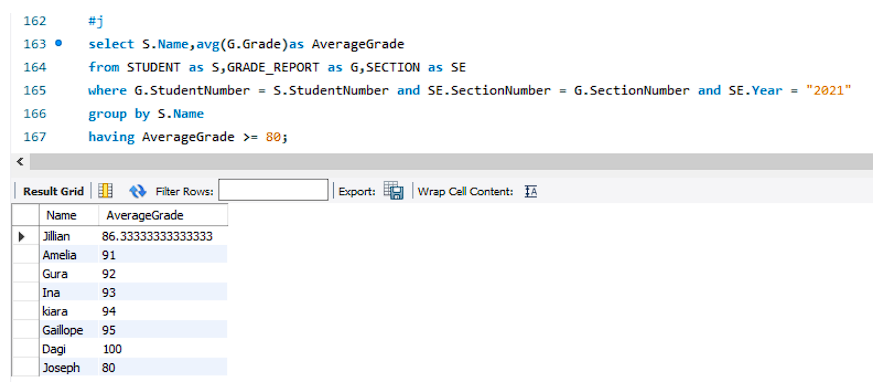 162 #j
163 select S.Name,avg(G.Grade)as AverageGrade
164 from STUDENT as S,GRADE_REPORT as G,SECTION as SE
165 where G.StudentNumber = S.StudentNumber and SE.SectionNumber = G.SectionNumber and SE.Year = "2021"
166 group by S.Name
167 having AverageGrade >= 80;
Result Grid Filter Rows: Export: Wrap Cell Content: IA
Name AverageGrade
Jillian 86.33333333333333
Amelia 91
Gura 92
Ina 93
kiara 94
Gaillope 95
Dagi 100
Joseph 80